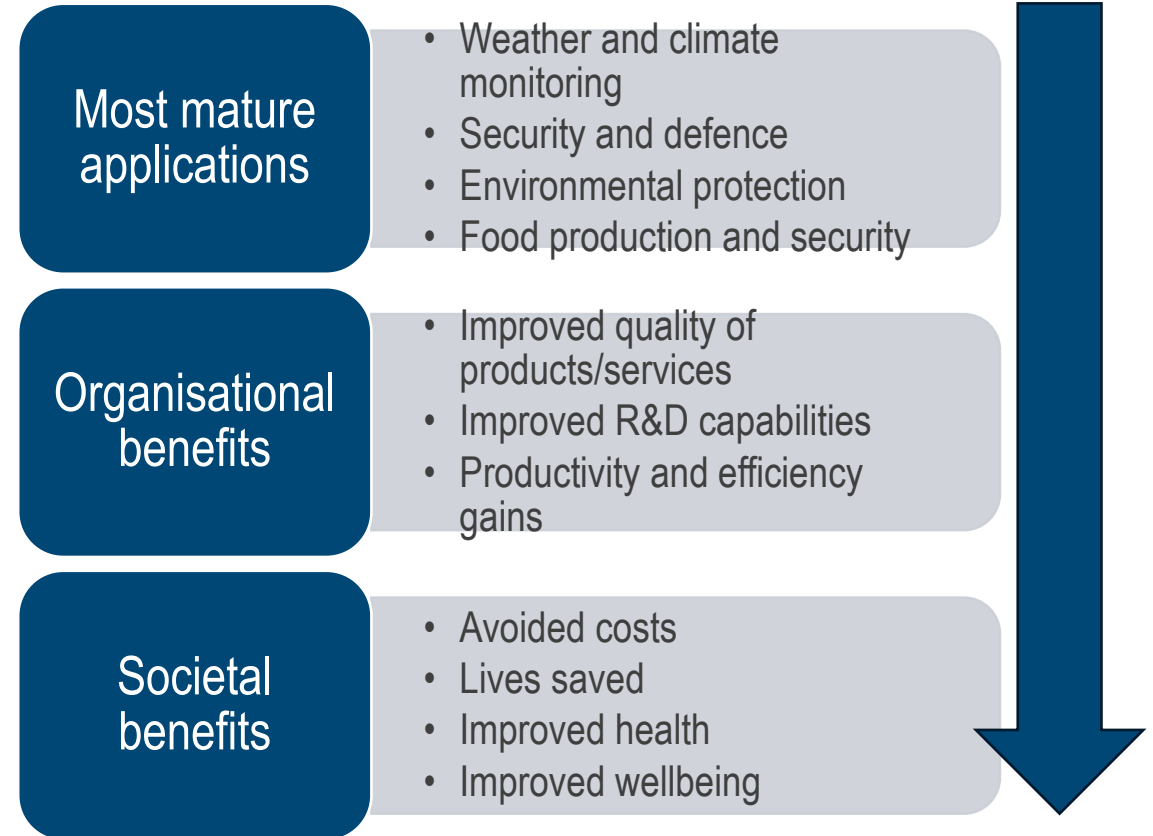 Most mature
applications
• Weather and climate
monitoring
• Security and defence
• Environmental protection
• Food production and security
Organisational
benefits
• Improved quality of
products/services
• Improved R&D capabilities
• Productivity and efficiency
gains
Societal
benefits
• Avoided costs
• Lives saved
• Improved health
• Improved wellbeing